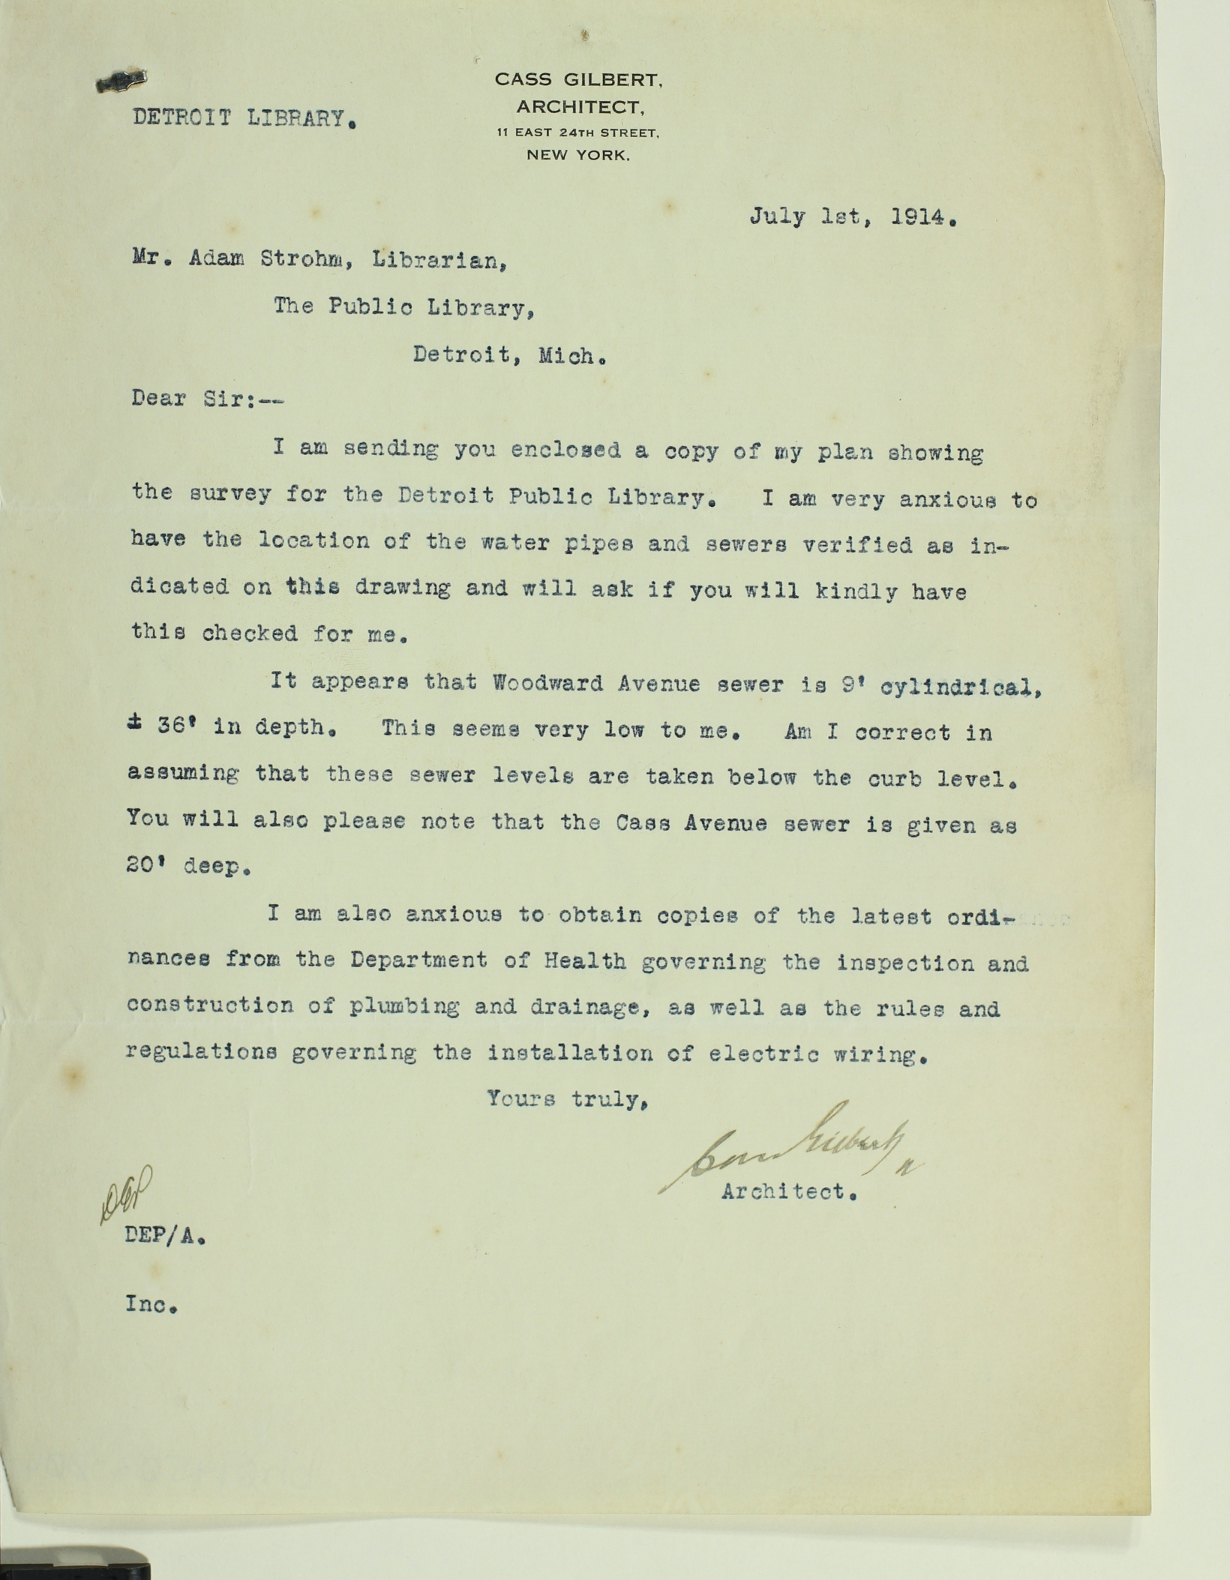 CASS GILBERT,
ARCHITECT,
11 EAST 24TH STREET,
NEW YORK.
DETROIT LIBRARY.
July 1st, 1914.
Mr. Adam Strohm, Librarian,
The Public Library,
Detroit, Mich.
Dear Sir:--
I am sending you enclosed a copy of my plan showing
the survey for the Detroit Public Library. I am very anxious to
have the location of the water pipes and sewers verified as in-
dicated on this drawing and will ask if you will kindly have
this checked for me.
It appears that Woodward Avenue sewer is 9' cylindrical,
± 36' in depth. This seems very low to me. Am I correct in
assuming that these sewer levels are taken below the curb level.
You will also please note that the Cass Avenue sewer is given as
20' deep.
I am also anxious to obtain copies of the latest ordi-
nances from the Department of Health governing the inspection and
construction of plumbing and drainage, as well as the rules and
regulations governing the installation of electric wiring.
Yours truly,
Cass Gilbert
Architect.
DEP
DEP/A.
Inc.